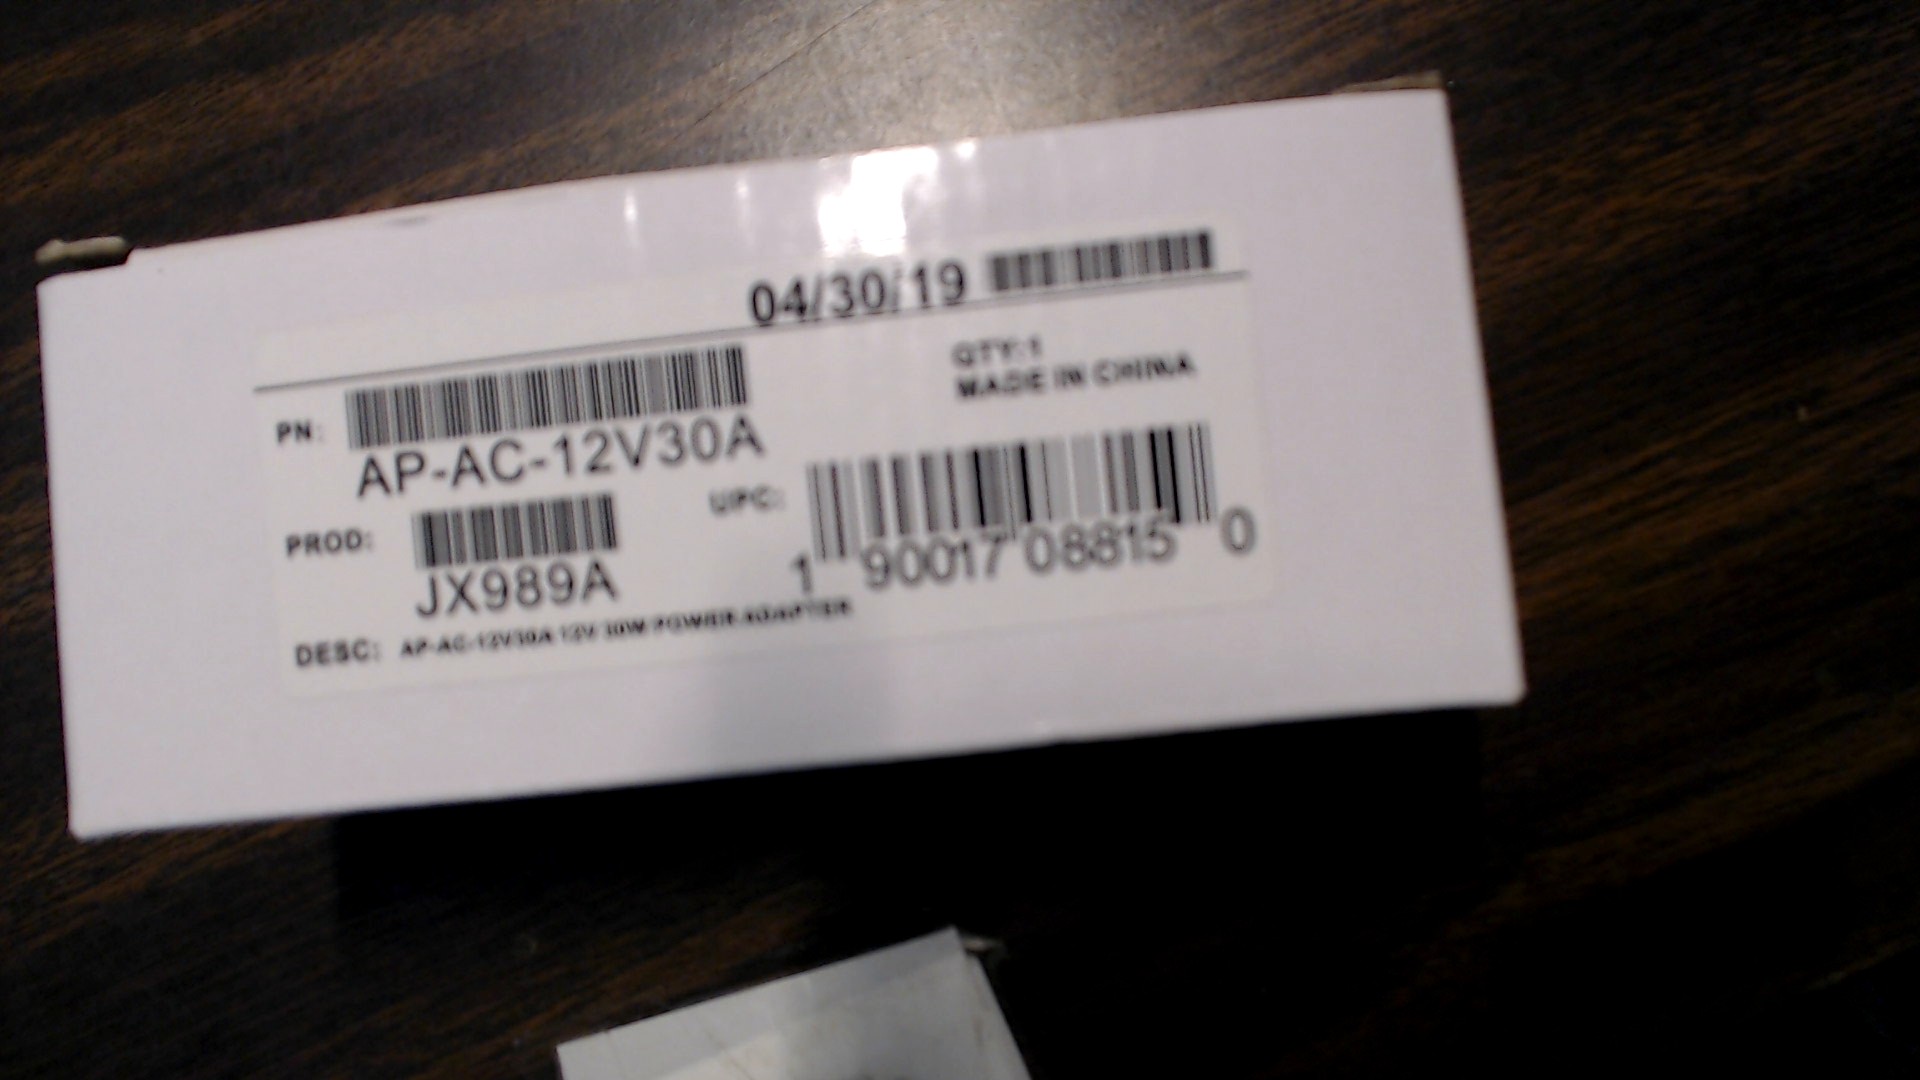 04/30/19
QTY:1
MADE IN CHINA
PN:
AP-AC-12V30A
PROD:
JX989A
UPC:
1 90017 08815 0
DESC: AP-AC-12V30A 12V 30W POWER ADAPTER